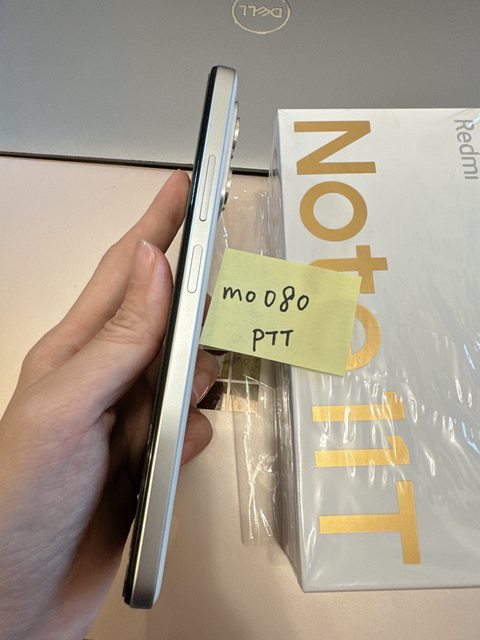 DELL
Redmi
Note 11T
mo080
PTT